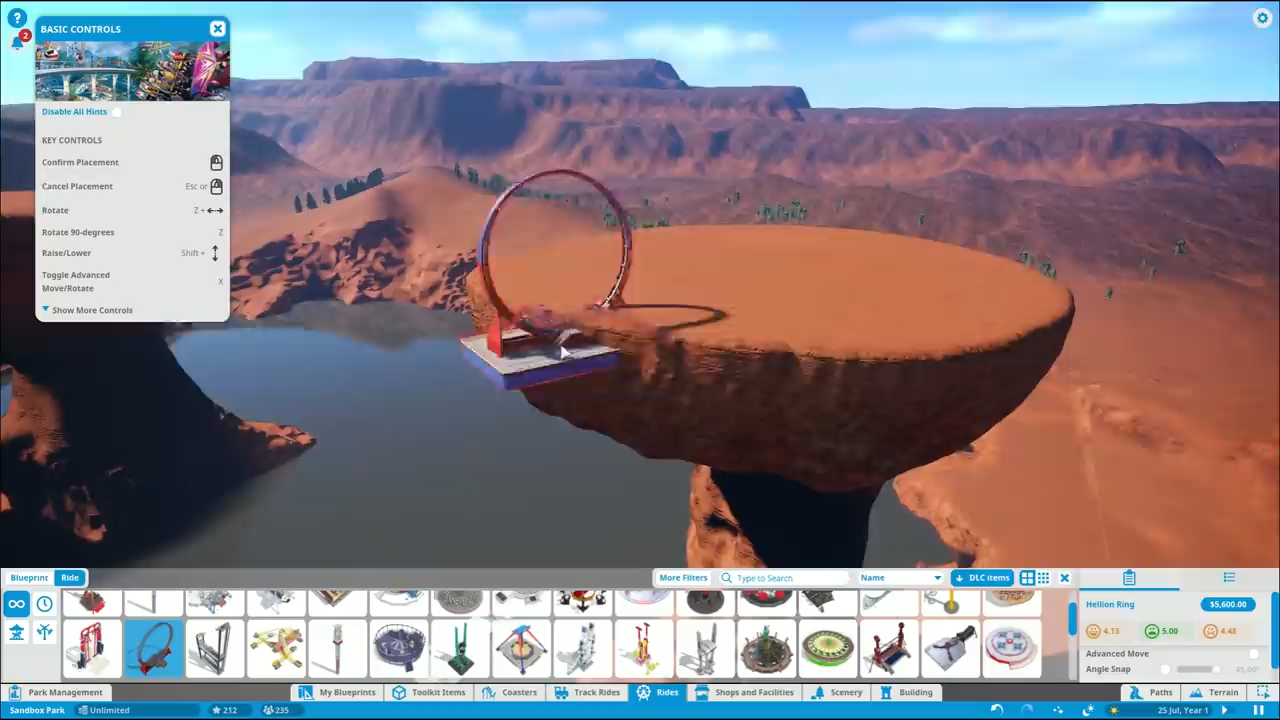 ?
2
BASIC CONTROLS
Disable All Hints
KEY CONTROLS
Confirm Placement
Cancel Placement Esc or
Rotate Z +
Rotate 90-degrees Z
Raise/Lower Shift +
Toggle Advanced Move/Rotate X
Show More Controls
Blueprint Ride More Filters Type to Search Name DLC items
Hellion Ring $5,600.00
4.13 5.00 4.48
Advanced Move
Angle Snap 45.00°
Park Management My Blueprints Toolkit Items Coasters Track Rides Rides Shops and Facilities Scenery Building Paths Terrain
Sandbox Park Unlimited 212 235 25 Jul, Year 1